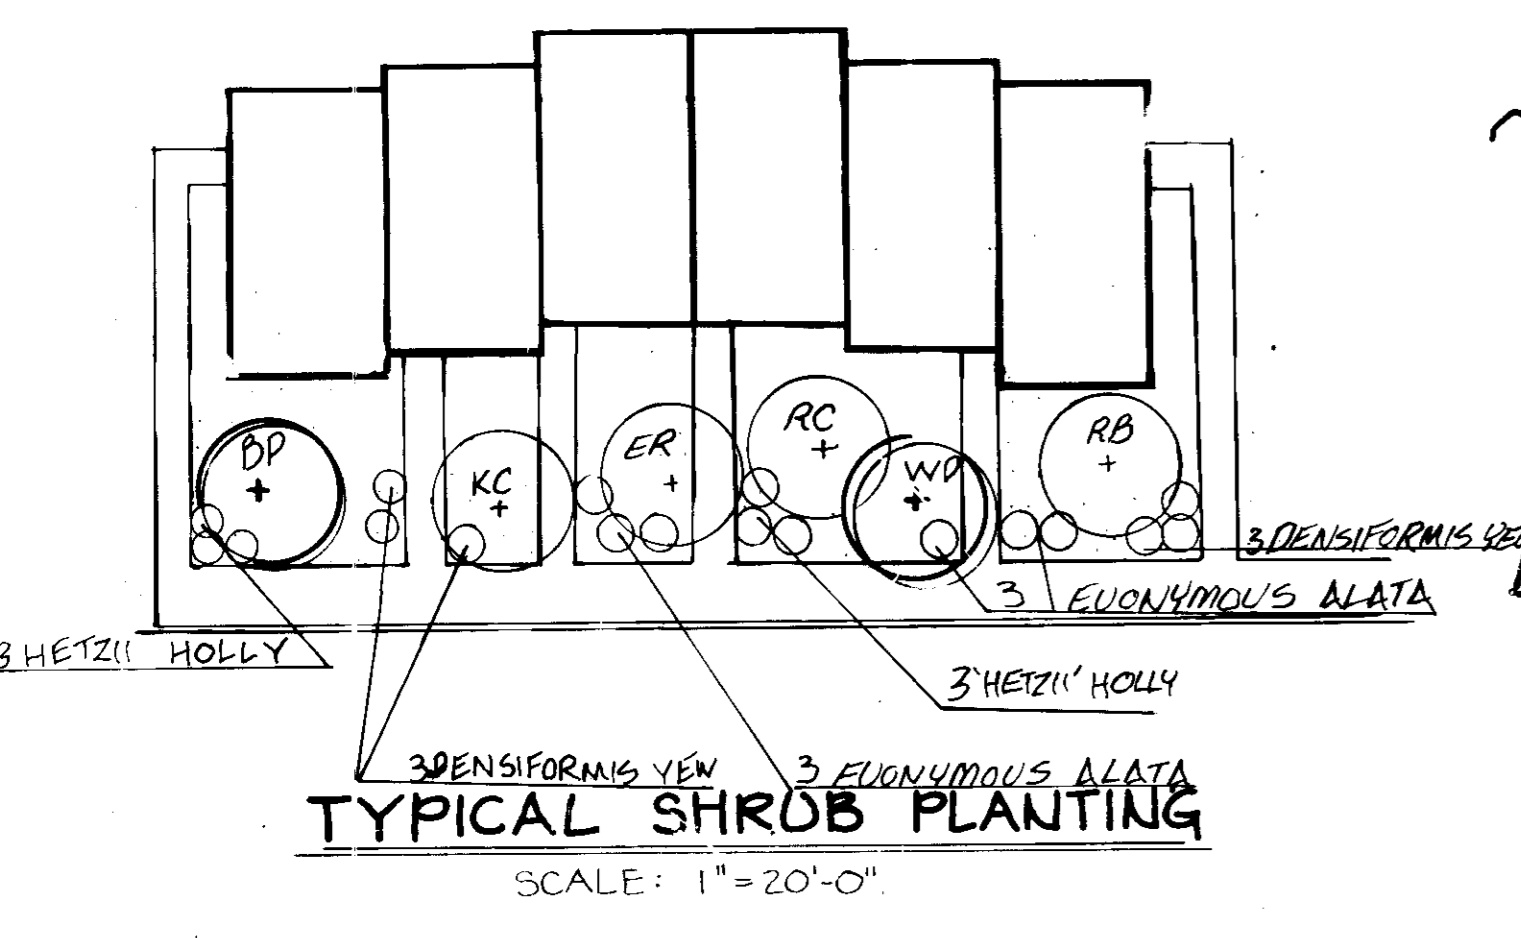 BP
KC
ER
RC
WD
RB
3 DENSIFORMIS
3 EUONYMOUS ALATA
3 HETZII HOLLY
3 'HETZII' HOLLY
3 DENSIFORMIS YEW
3 EUONYMOUS ALATA
TYPICAL SHRUB PLANTING
SCALE: 1"=20'-0".